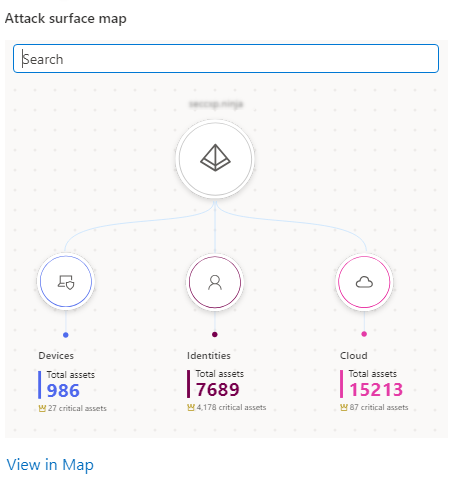 Attack surface map
Search
Devices
Total assets
986
27 critical assets
Identities
Total assets
7689
4,178 critical assets
Cloud
Total assets
15213
87 critical assets
View in Map